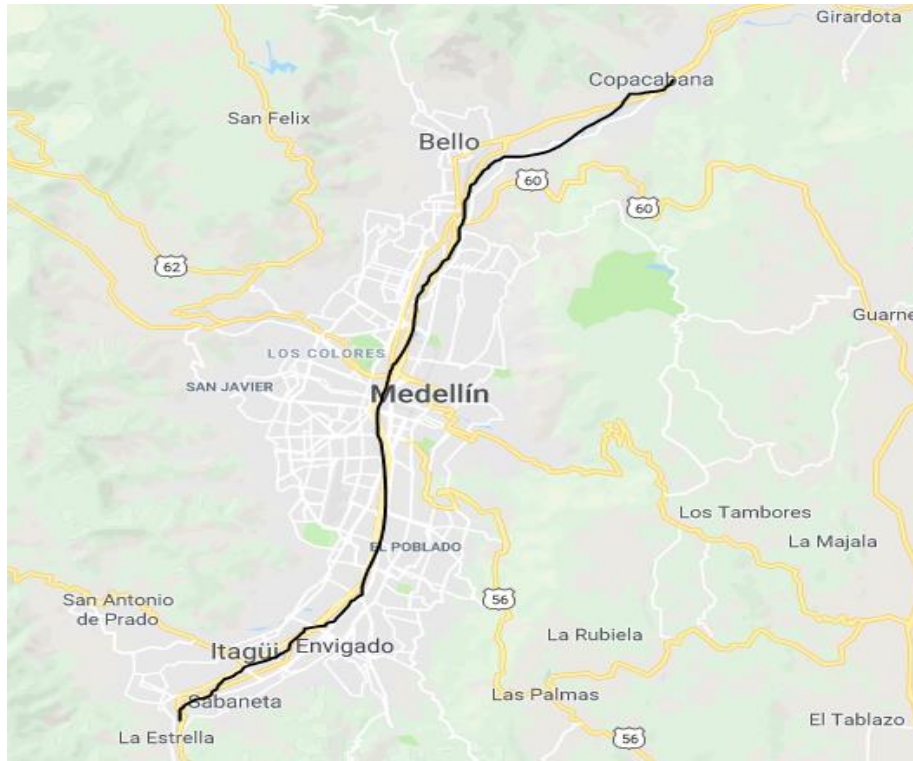 Girardota
Copacabana
San Felix
Bello
60
60
62
Guarne
LOS COLORES
SAN JAVIER
Medellín
Los Tambores
EL POBLADO
La Majala
San Antonio
de Prado
56
La Rubiela
Itagüi
Envigado
Las Palmas
Sabaneta
El Tablazo
La Estrella
56